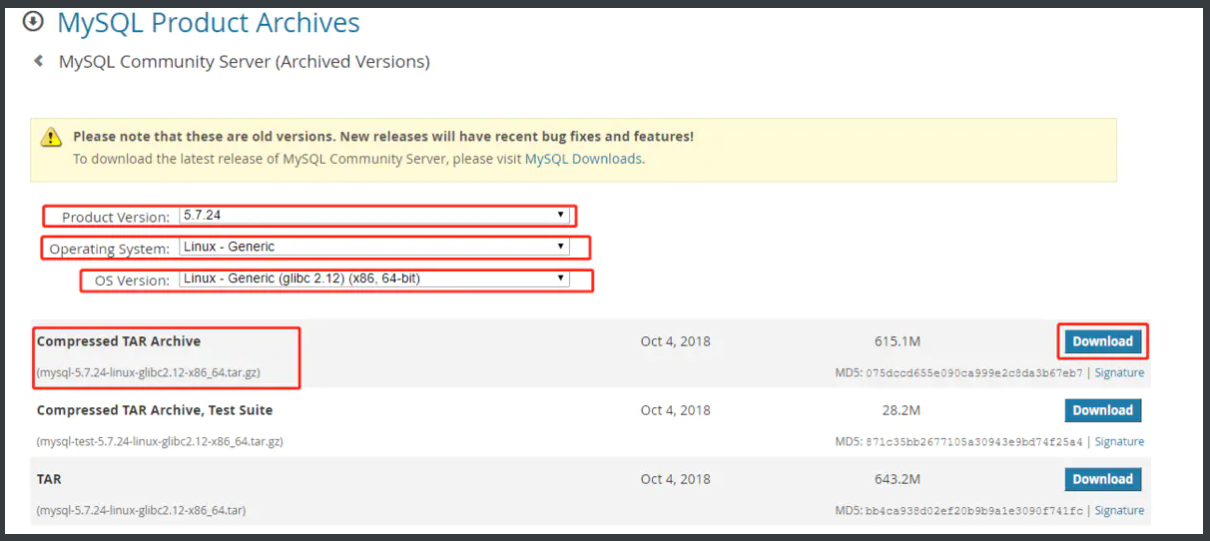 MySQL Product Archives
MySQL Community Server (Archived Versions)
Please note that these are old versions. New releases will have recent bug fixes and features!
To download the latest release of MySQL Community Server, please visit MySQL Downloads.
Product Version: 5.7.24
Operating System: Linux - Generic
OS Version: Linux - Generic (glibc 2.12) (x86, 64-bit)
Compressed TAR Archive Oct 4, 2018 615.1M Download
(mysql-5.7.24-linux-glibc2.12-x86_64.tar.gz) MD5: 075dccd655e090ca999e2c8da3b67eb7 | Signature
Compressed TAR Archive, Test Suite Oct 4, 2018 28.2M Download
(mysql-test-5.7.24-linux-glibc2.12-x86_64.tar.gz) MD5: 871c35bb2677105a30943e9bd74f25a4 | Signature
TAR Oct 4, 2018 643.2M Download
(mysql-5.7.24-linux-glibc2.12-x86_64.tar) MD5: bb4ca938d02ef20b9b9a1e3090f741fc | Signature